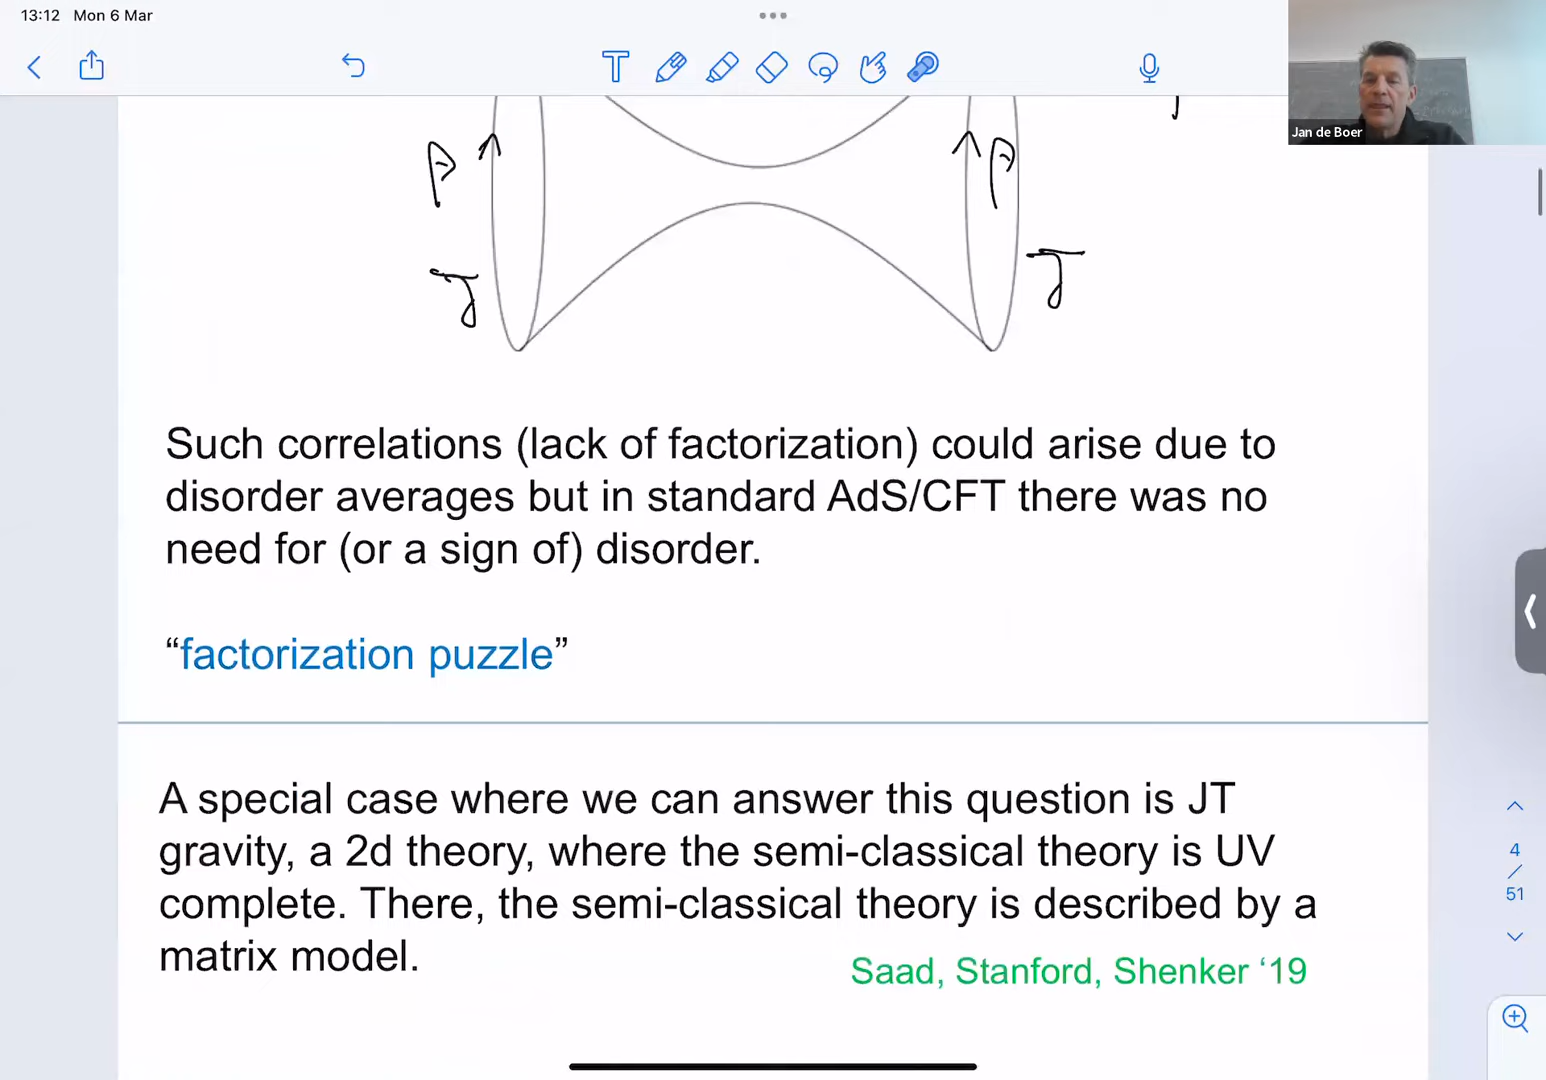 13:12 Mon 6 Mar
T
Jan de Boer
β
β
J
J
Such correlations (lack of factorization) could arise due to
disorder averages but in standard AdS/CFT there was no
need for (or a sign of) disorder.
“factorization puzzle”
A special case where we can answer this question is JT
gravity, a 2d theory, where the semi-classical theory is UV
complete. There, the semi-classical theory is described by a
matrix model.
Saad, Stanford, Shenker ‘19
4
/
51